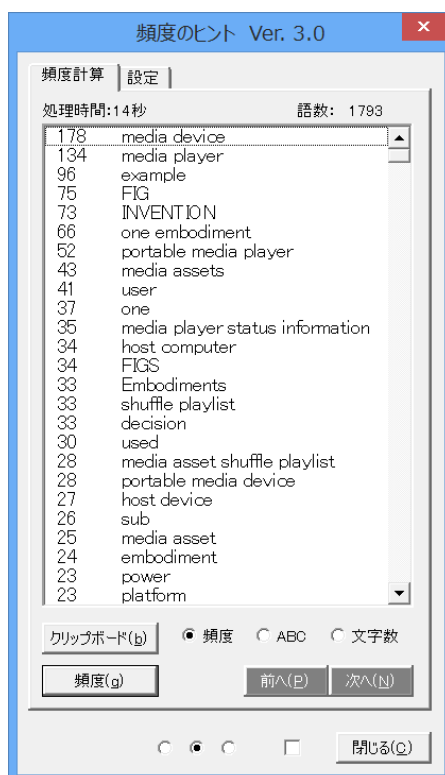 頻度のヒント Ver. 3.0
頻度計算 設定
処理時間:14秒 語数: 1793
178 media device
134 media player
96 example
75 FIG
73 INVENTION
66 one embodiment
52 portable media player
43 media assets
41 user
37 one
35 media player status information
34 host computer
34 FIGS
33 Embodiments
33 shuffle playlist
33 decision
30 used
28 media asset shuffle playlist
28 portable media device
27 host device
26 sub
25 media asset
24 embodiment
23 power
23 platform
クリップボード(b) 頻度 ABC 文字数
頻度(g) 前へ(P) 次へ(N)
閉じる(C)